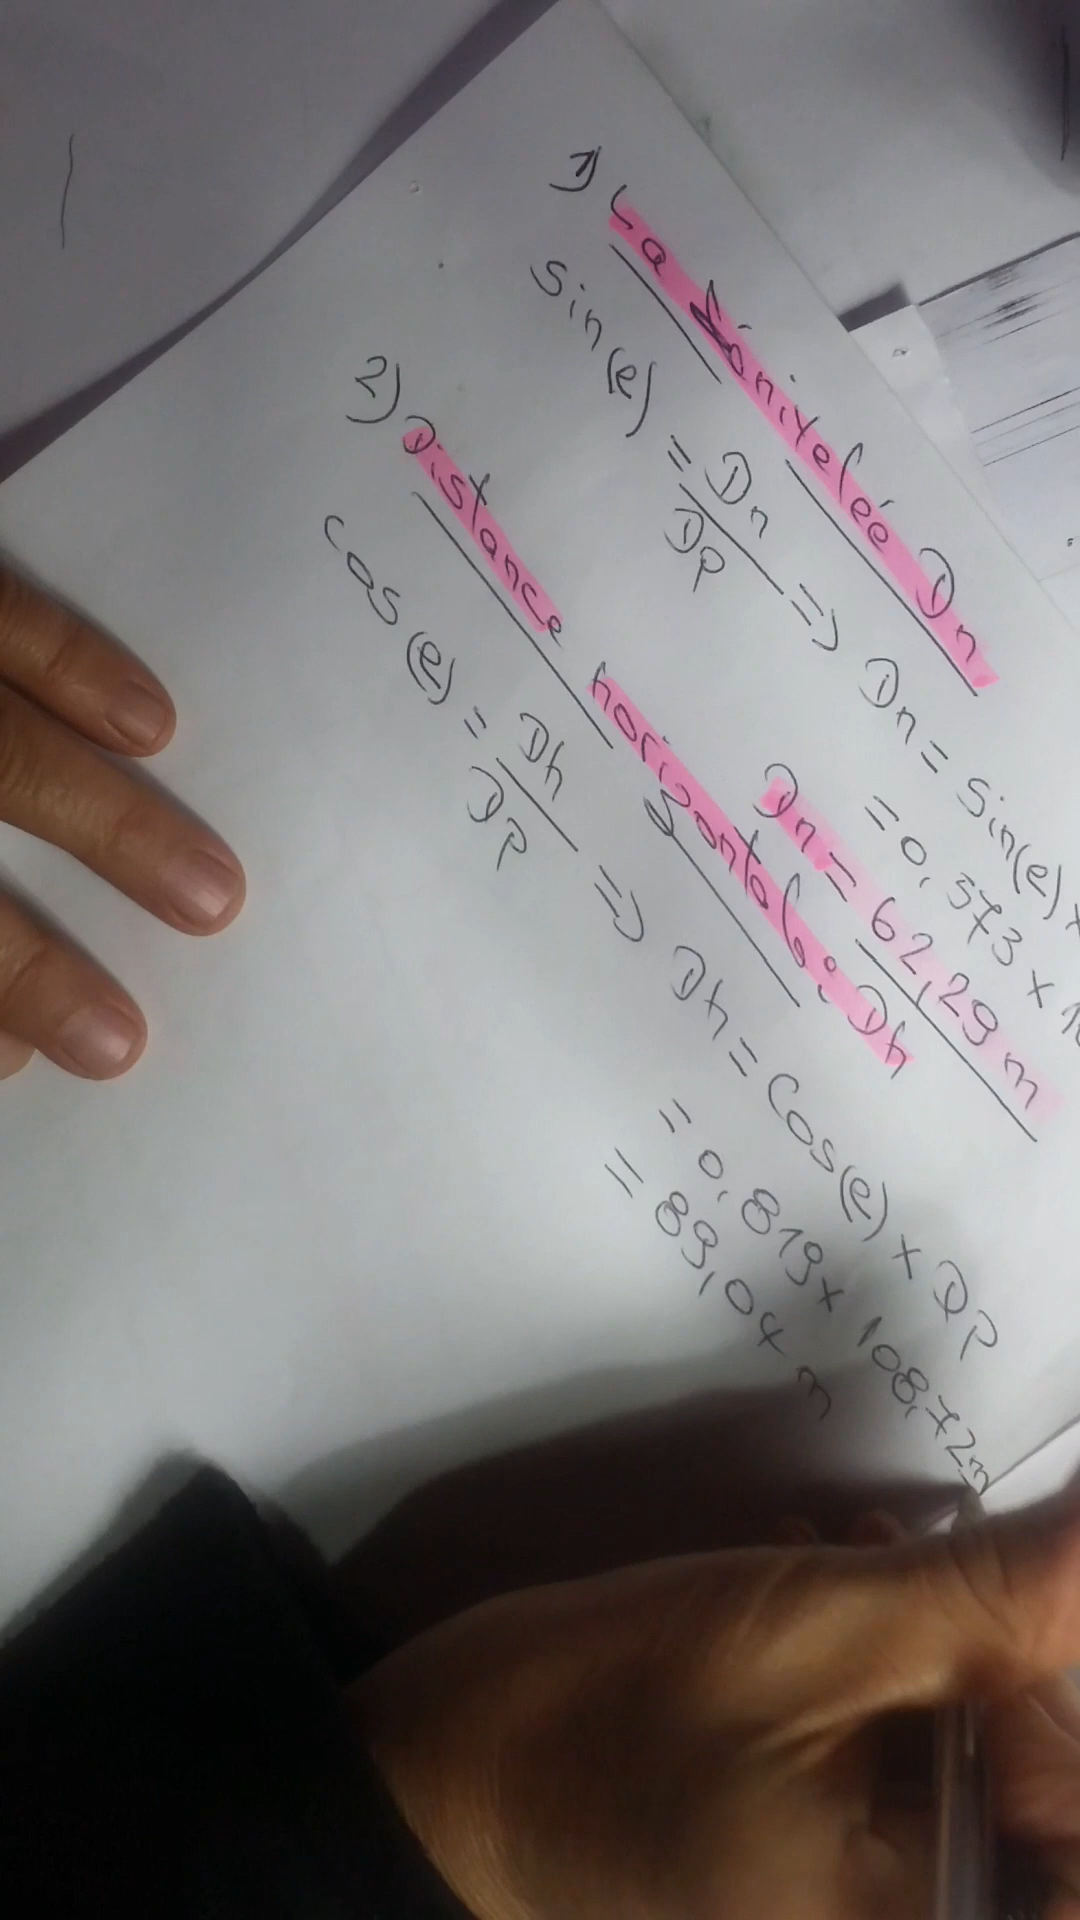 1) La dénivelée Dn
sin(e) = Dn / DP => Dn = sin(e) x
= 0,573 x 10
Dn = 62,29 m
2) Distance horizontale: Dh
cos(e) = Dh / DP => Dh = cos(e) x DP
= 0,819 x 108,72m
= 89,04 m